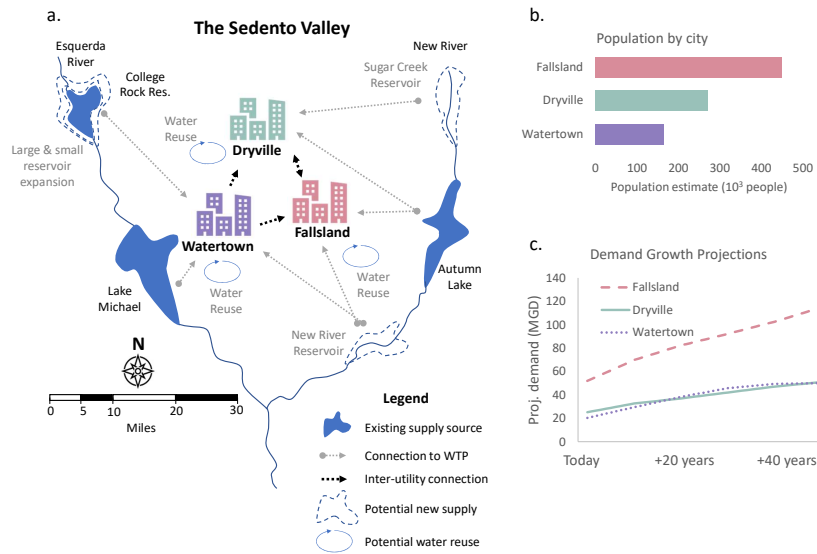 a.
The Sedento Valley
Esquerda
River
College
Rock Res.
Large & small
reservoir
expansion
Water
Reuse
Dryville
New River
Sugar Creek
Reservoir
Watertown
Fallsland
Water
Reuse
Water
Reuse
Lake
Michael
Autumn
Lake
New River
Reservoir
N
0 5 10 20 30
Miles
Legend
Existing supply source
Connection to WTP
Inter-utility connection
Potential new supply
Potential water reuse
b.
Population by city
Fallsland
Dryville
Watertown
0 100 200 300 400 500
Population estimate (10³ people)
c.
Demand Growth Projections
140
120
100
80
60
40
20
0
Proj. demand (MGD)
Fallsland
Dryville
Watertown
Today +20 years +40 years